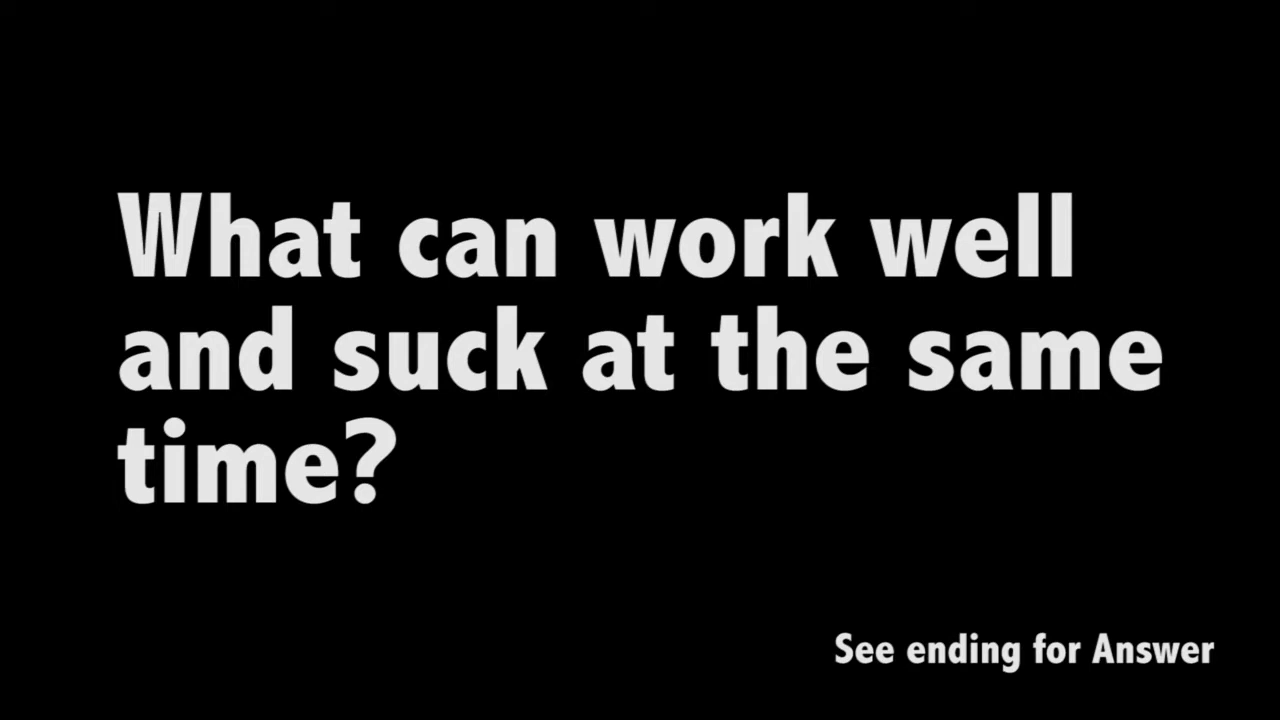 What can work well
and suck at the same
time?
See ending for Answer